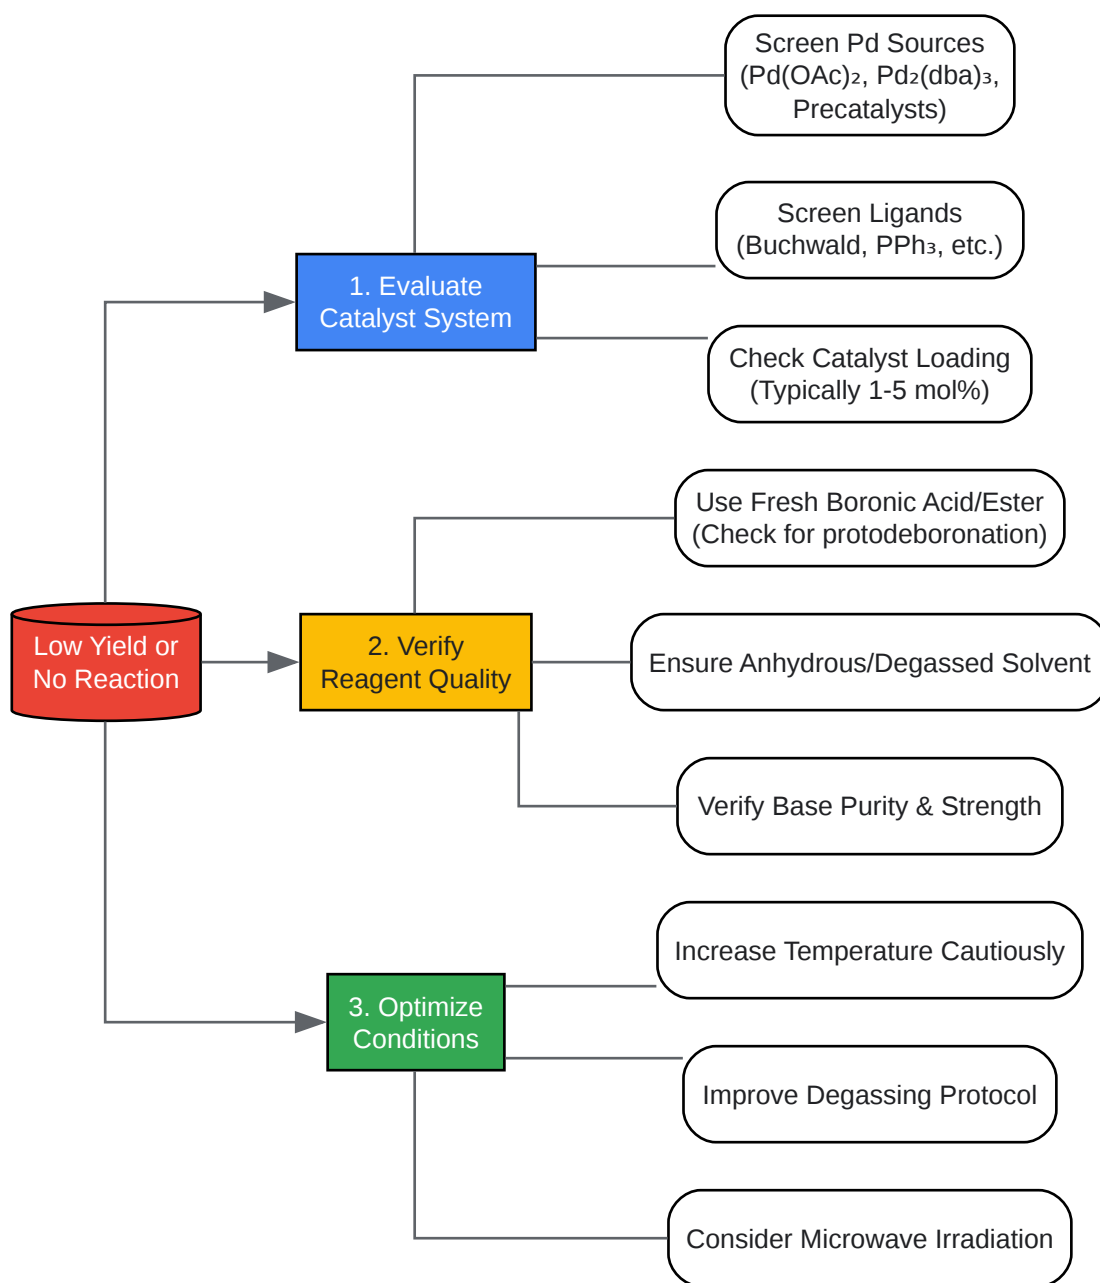 Low Yield or
No Reaction
1. Evaluate
Catalyst System
Screen Pd Sources
(Pd(OAc)₂, Pd₂(dba)₃,
Precatalysts)
Screen Ligands
(Buchwald, PPh₃, etc.)
Check Catalyst Loading
(Typically 1-5 mol%)
2. Verify
Reagent Quality
Use Fresh Boronic Acid/Ester
(Check for protodeboronation)
Ensure Anhydrous/Degassed Solvent
Verify Base Purity & Strength
3. Optimize
Conditions
Increase Temperature Cautiously
Improve Degassing Protocol
Consider Microwave Irradiation